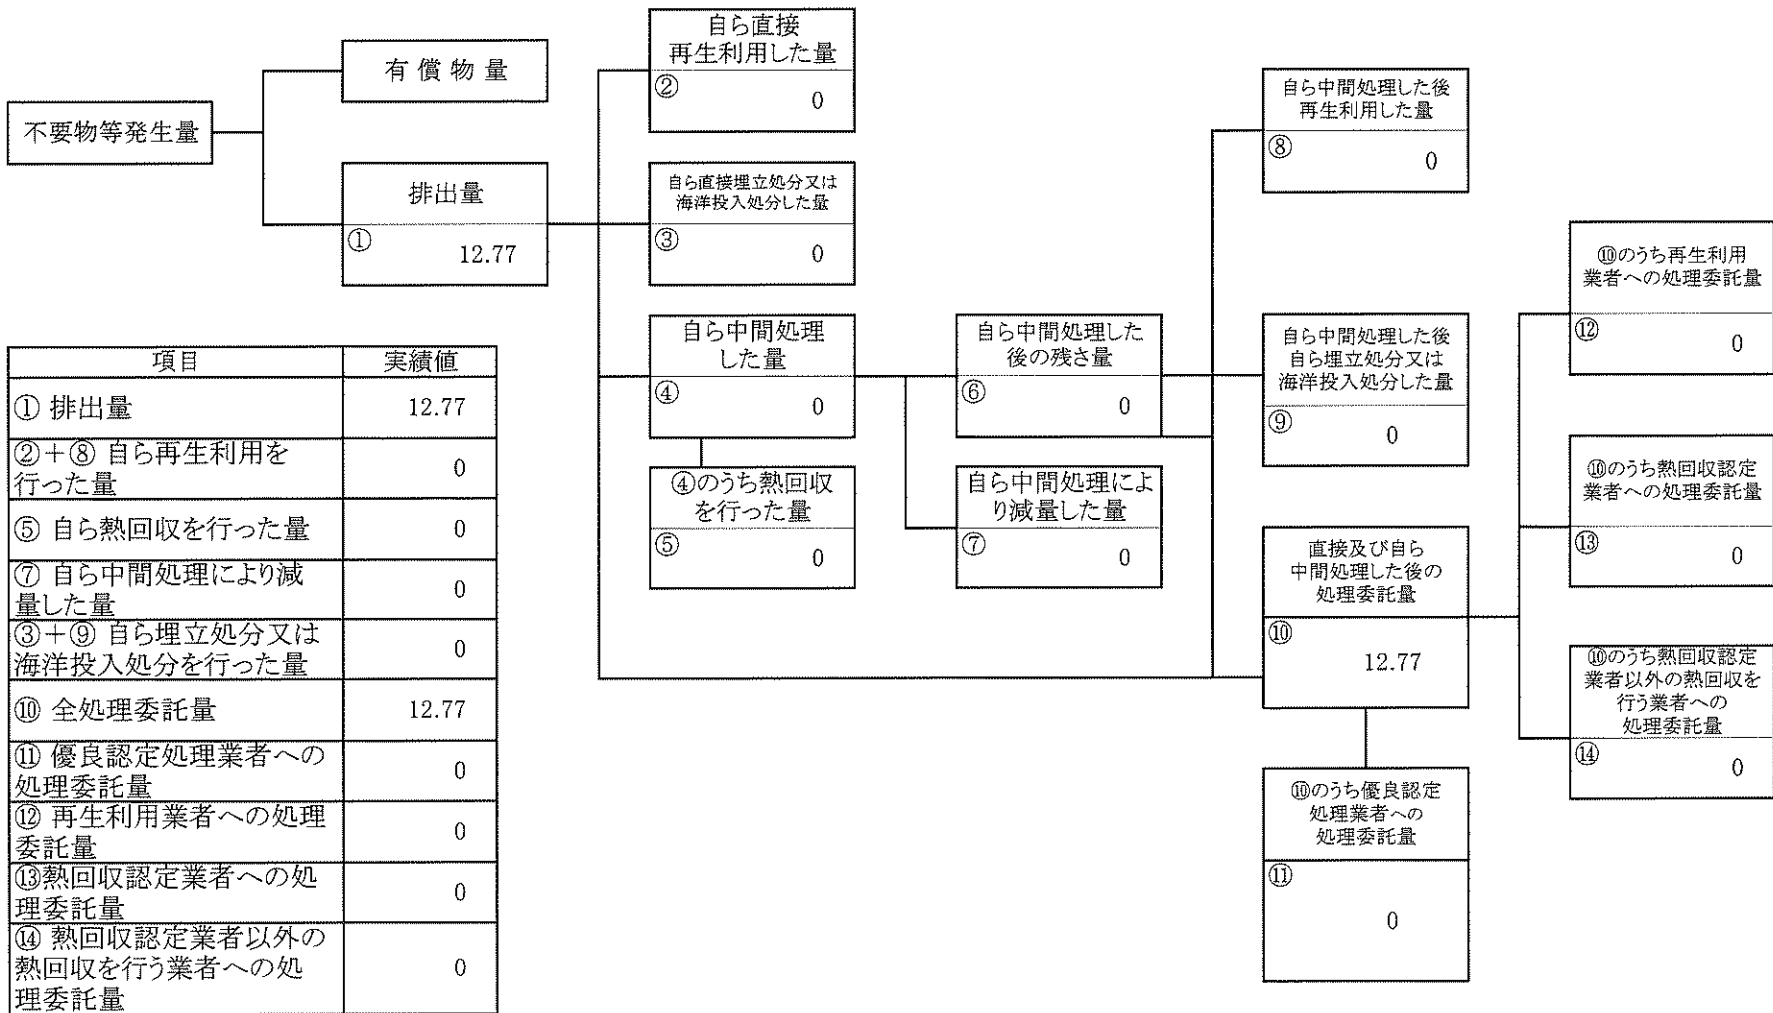 不要物等発生量
有償物量
排出量
①
12.77
自ら直接
再生利用した量
②
0
自ら直接埋立処分又は
海洋投入処分した量
③
0
自ら中間処理
した量
④
0
④のうち熱回収
を行った量
⑤
0
自ら中間処理した
後の残さ量
⑥
0
自ら中間処理によ
り減量した量
⑦
0
自ら中間処理した後
再生利用した量
⑧
0
自ら中間処理した後
自ら埋立処分又は
海洋投入処分した量
⑨
0
直接及び自ら
中間処理した後の
処理委託量
⑩
12.77
⑩のうち優良認定
処理業者への
処理委託量
⑪
0
⑩のうち再生利用
業者への処理委託量
⑫
0
⑩のうち熱回収認定
業者への処理委託量
⑬
0
⑩のうち熱回収認定
業者以外の熱回収を
行う業者への
処理委託量
⑭
0
項目 実績値
① 排出量 12.77
②+⑧ 自ら再生利用を
行った量 0
⑤ 自ら熱回収を行った量 0
⑦ 自ら中間処理により減
量した量 0
③+⑨ 自ら埋立処分又は
海洋投入処分を行った量 0
⑩ 全処理委託量 12.77
⑪ 優良認定処理業者への
処理委託量 0
⑫ 再生利用業者への処理
委託量 0
⑬熱回収認定業者への処
理委託量 0
⑭ 熱回収認定業者以外の
熱回収を行う業者への処
理委託量 0